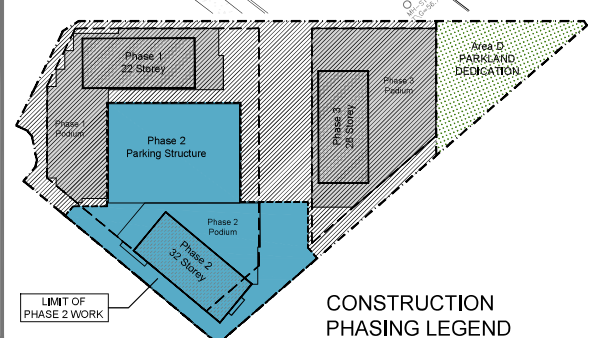 Phase 1
22 Storey
Area D
PARKLAND
DEDICATION
Phase 3
Podium
Phase 3
28 Storey
Phase 1
Podium
Phase 2
Parking Structure
Phase 2
Podium
Phase 2
32 Storey
LIMIT OF
PHASE 2 WORK
CONSTRUCTION
PHASING LEGEND